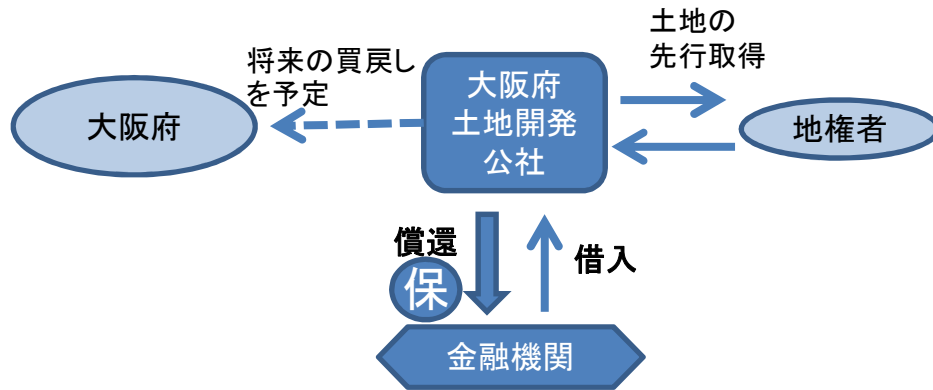 土地の
先行取得
将来の買戻し
を予定
大阪府
大阪府
土地開発
公社
地権者
償還
保
借入
金融機関